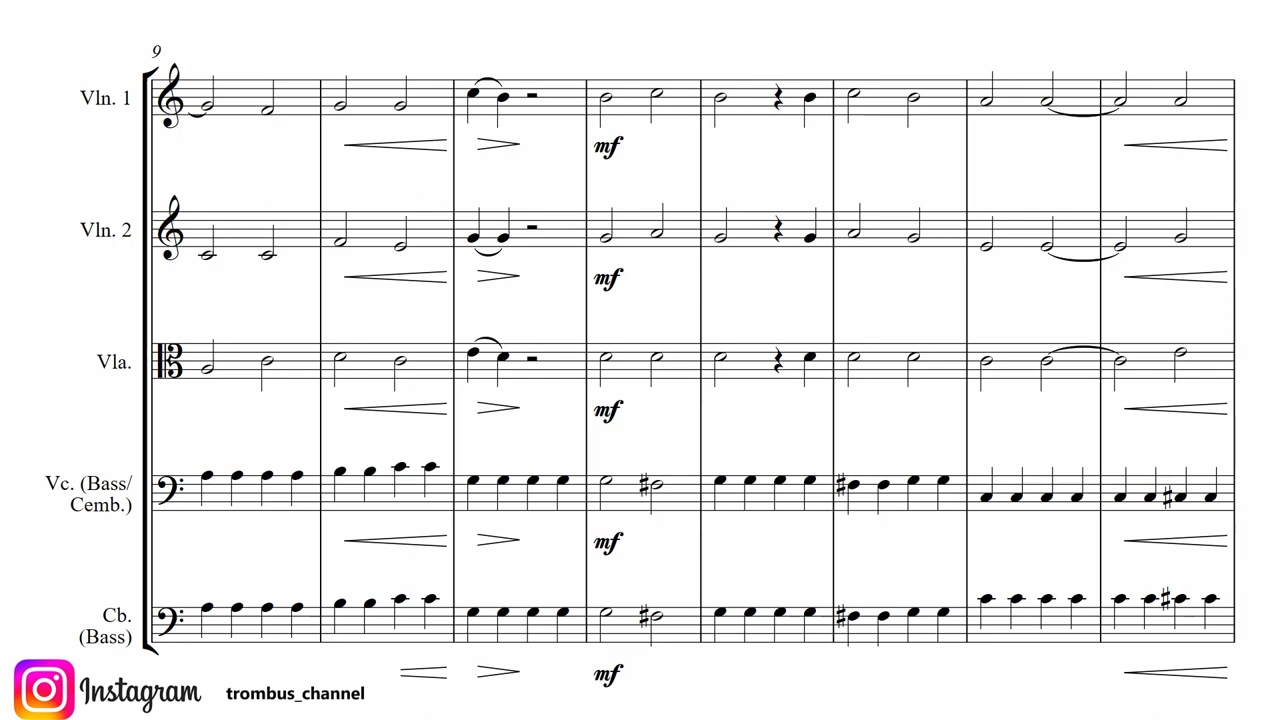 9
Vln. 1
mf
Vln. 2
mf
Vla.
mf
Vc. (Bass/
Cemb.)
mf
Cb.
(Bass)
mf
Instagram trombus_channel